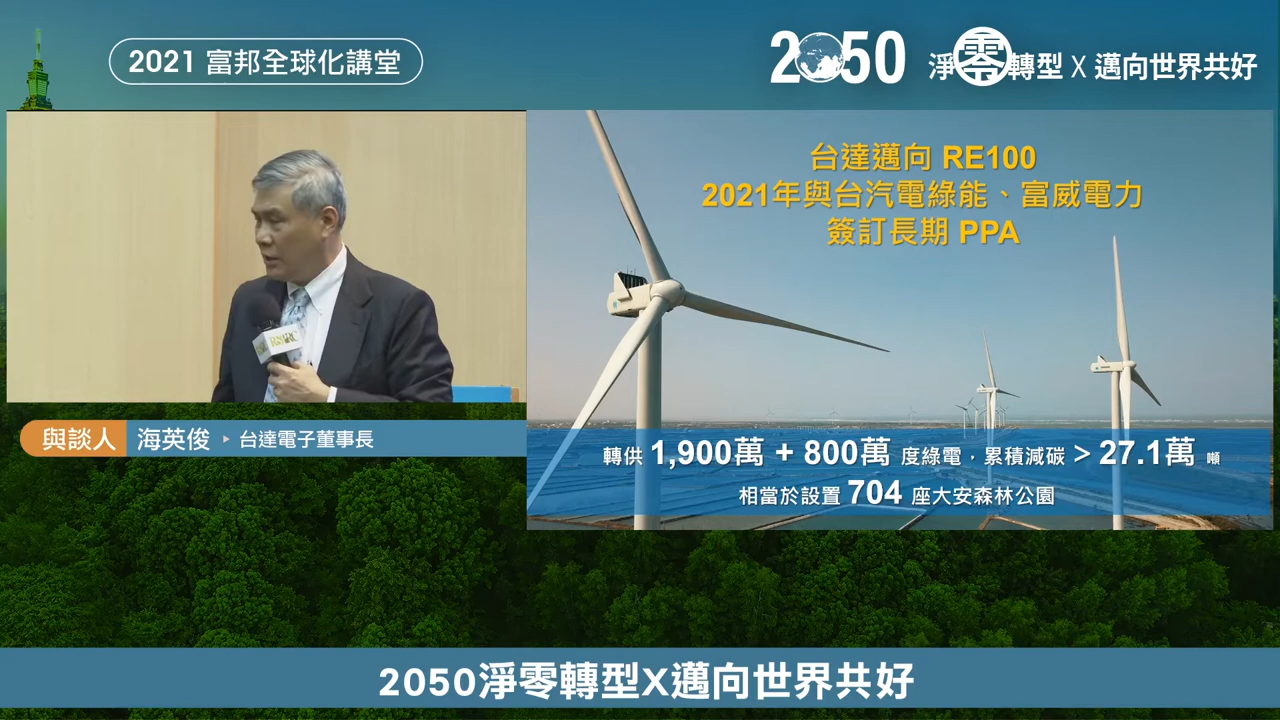 2021 富邦全球化講堂
2050 淨零轉型 X 邁向世界共好
台達邁向 RE100
2021年與台汽電綠能、富威電力
簽訂長期 PPA
與談人 海英俊 ▸ 台達電子董事長
轉供 1,900萬 + 800萬 度綠電，累積減碳 > 27.1萬 噸
相當於設置 704 座大安森林公園
2050淨零轉型X邁向世界共好